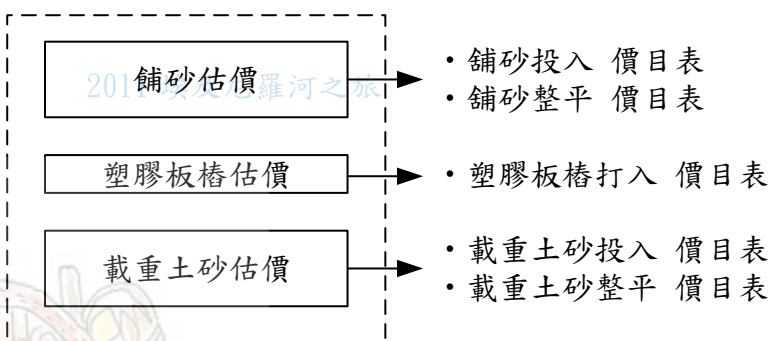 餔砂估價
・舖砂投入 價目表
・舖砂整平 價目表
塑膠板樁估價
・塑膠板樁打入 價目表
載重土砂估價
・載重土砂投入 價目表
・載重土砂整平 價目表